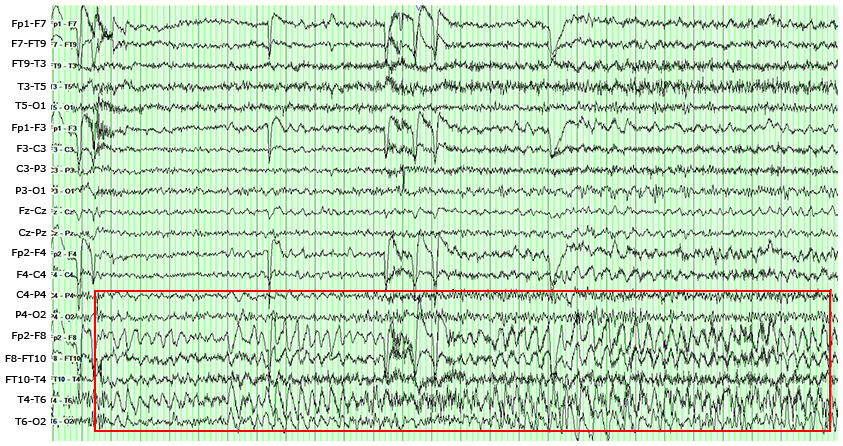 Fp1-F7
F7-FT9
FT9-T3
T3-T5
T5-O1
Fp1-F3
F3-C3
C3-P3
P3-O1
Fz-Cz
Cz-Pz
Fp2-F4
F4-C4
C4-P4
P4-O2
Fp2-F8
F8-FT10
FT10-T4
T4-T6
T6-O2